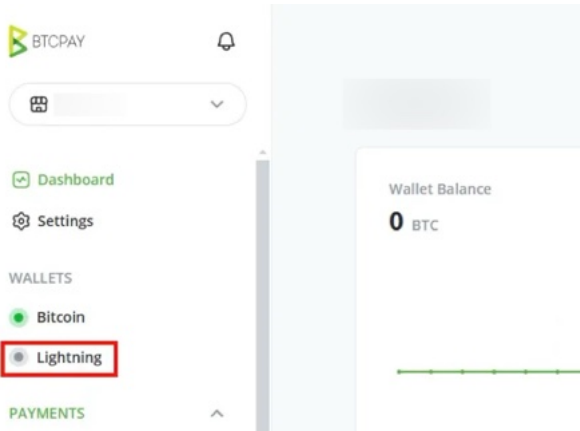 BTCPAY
Dashboard
Settings
WALLETS
Bitcoin
Lightning
PAYMENTS
Wallet Balance
0 BTC